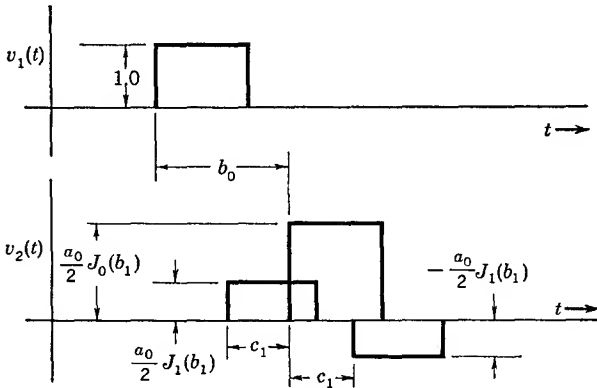 v₁(t)
1,0
t
b₀
v₂(t)
a₀/2 J₀(b₁)
a₀/2 J₁(b₁)
− a₀/2 J₁(b₁)
t
c₁
c₁